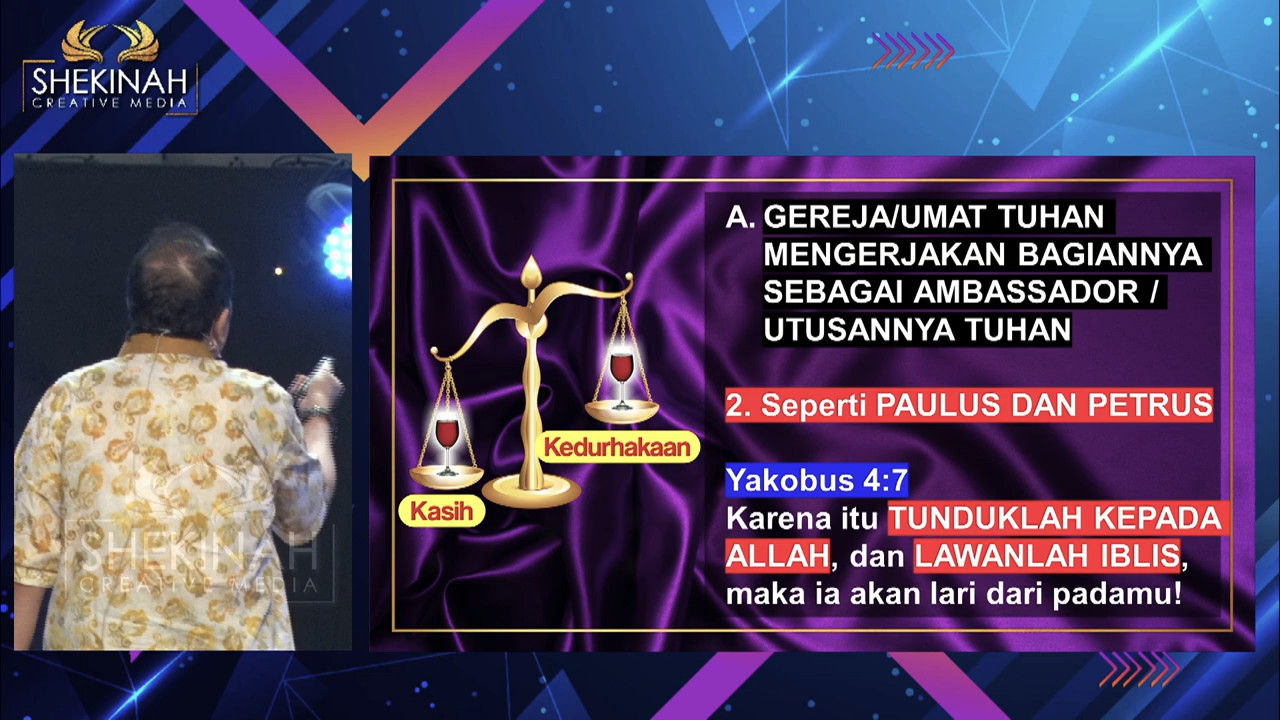 SHEKINAH
CREATIVE MEDIA
A. GEREJA/UMAT TUHAN
MENGERJAKAN BAGIANNYA
SEBAGAI AMBASSADOR /
UTUSANNYA TUHAN
2. Seperti PAULUS DAN PETRUS
Yakobus 4:7
Karena itu TUNDUKLAH KEPADA
ALLAH, dan LAWANLAH IBLIS,
maka ia akan lari dari padamu!
Kedurhakaan
Kasih
SHEKINAH
CREATIVE MEDIA